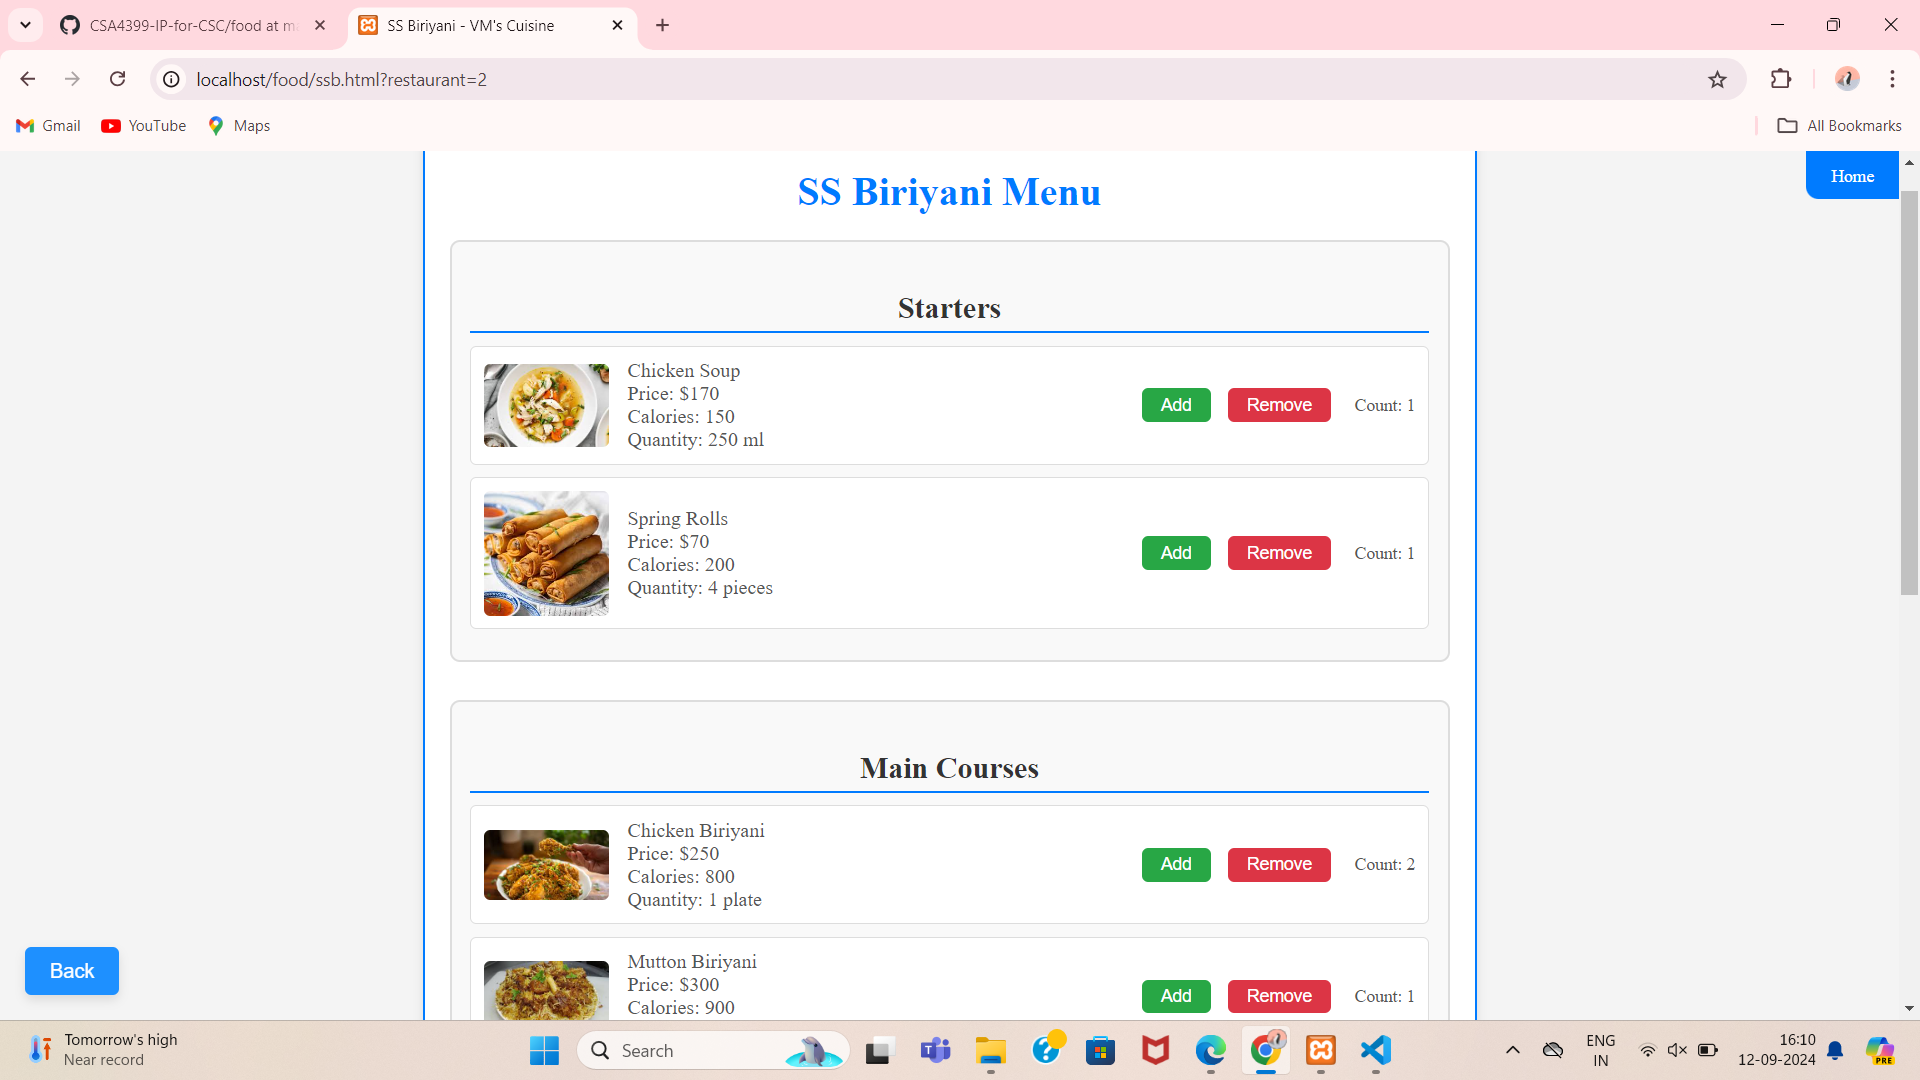 CSA4399-IP-for-CSC/food at ma
SS Biriyani - VM's Cuisine
localhost/food/ssb.html?restaurant=2
Gmail
YouTube
Maps
All Bookmarks
Home
SS Biriyani Menu
Starters
Chicken Soup
Price: $170
Calories: 150
Quantity: 250 ml
Add
Remove
Count: 1
Spring Rolls
Price: $70
Calories: 200
Quantity: 4 pieces
Add
Remove
Count: 1
Main Courses
Chicken Biriyani
Price: $250
Calories: 800
Quantity: 1 plate
Add
Remove
Count: 2
Mutton Biriyani
Price: $300
Calories: 900
Add
Remove
Count: 1
Back
Tomorrow's high
Near record
Search
ENG
IN
16:10
12-09-2024
PRE